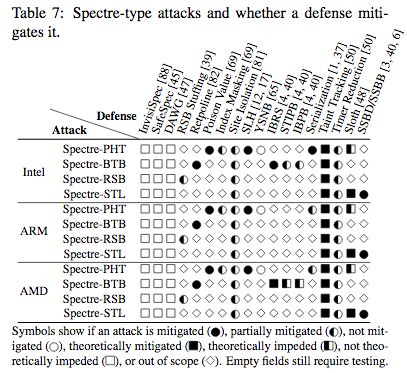 Table 7: Spectre-type attacks and whether a defense miti-
gates it.
Defense
Attack
InvisiSpec [88]
SafeSpec [45]
DAWG [47]
RSB Stuffing [39]
Retpoline [82]
Poison Value [69]
Index Masking [69]
Site Isolation [81]
SLH [12, 17]
YSNB [65]
IBRS [4, 40]
STIPB [4, 40]
IBPB [4, 40]
Serialization [1, 37]
Taint Tracking [50]
Timer Reduction [50]
Sloth [48]
SSBD/SSBB [3, 40, 6]
Intel
Spectre-PHT
Spectre-BTB
Spectre-RSB
Spectre-STL
ARM
Spectre-PHT
Spectre-BTB
Spectre-RSB
Spectre-STL
AMD
Spectre-PHT
Spectre-BTB
Spectre-RSB
Spectre-STL
Symbols show if an attack is mitigated (●), partially mitigated (◐), not mit-
igated (○), theoretically mitigated (■), theoretically impeded (◧), not theo-
retically impeded (□), or out of scope (◇). Empty fields still require testing.